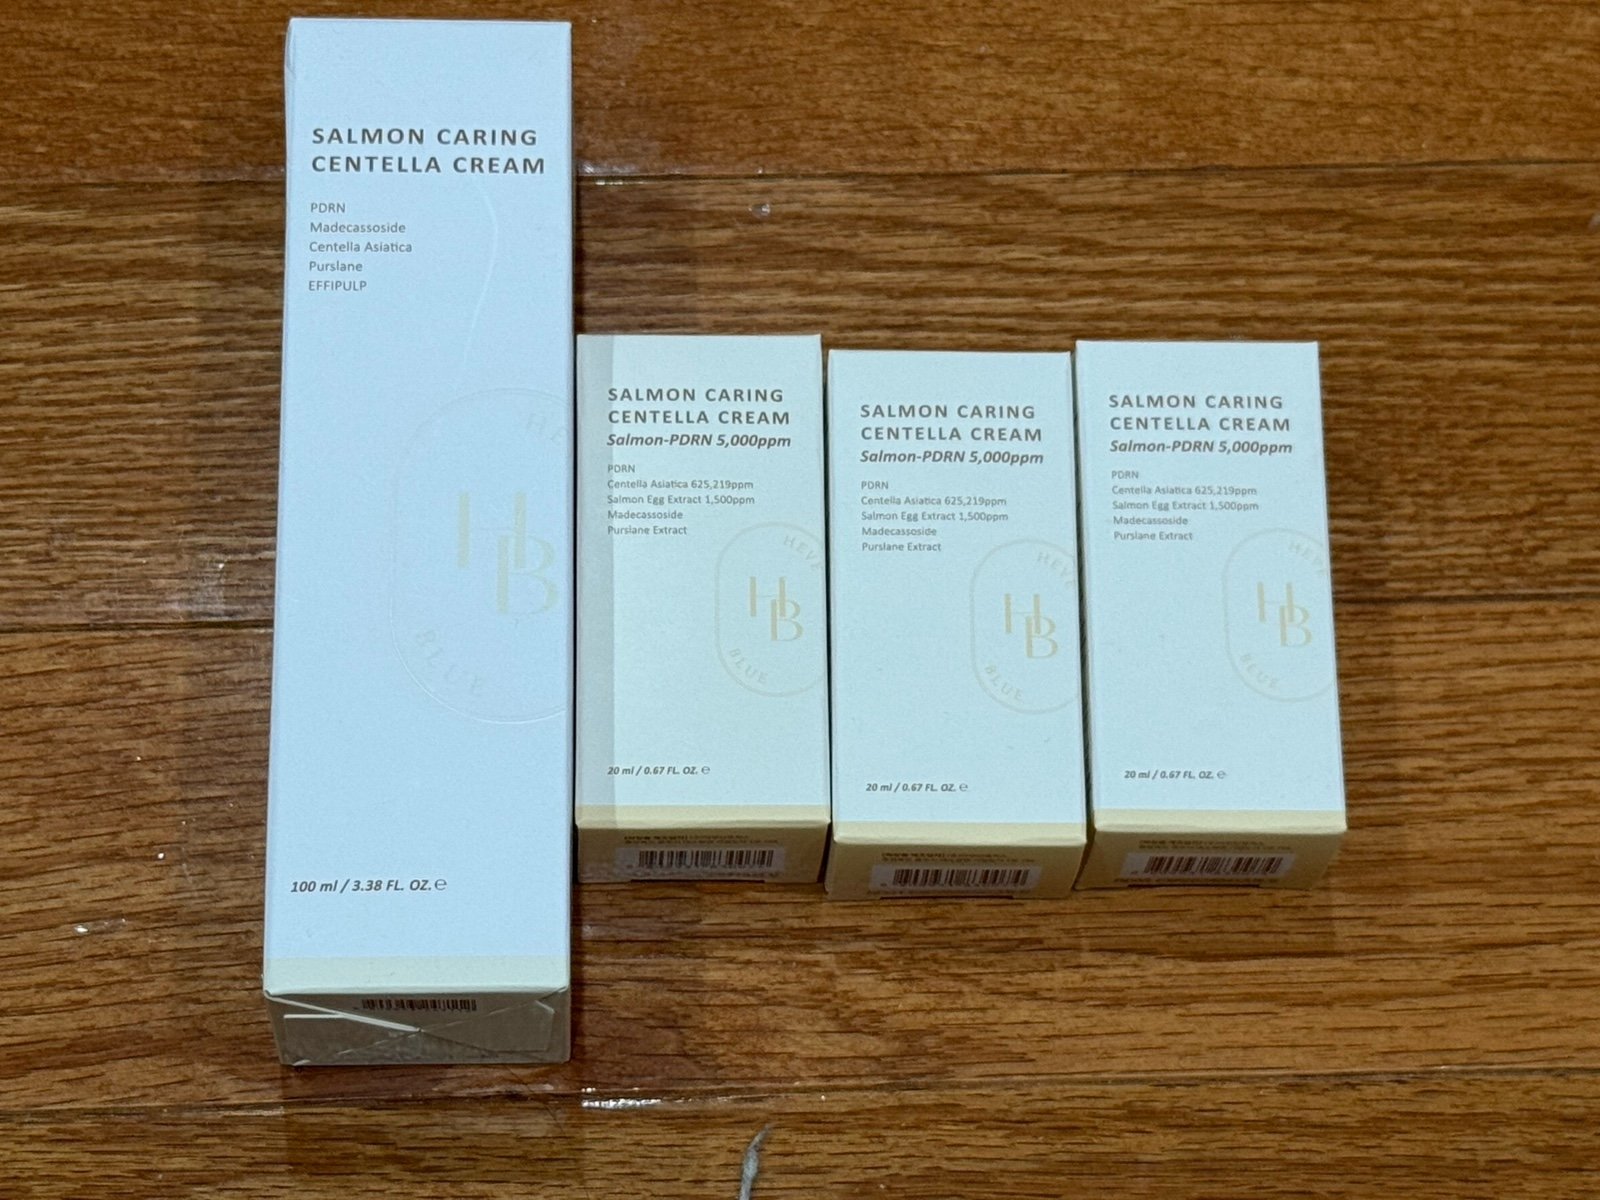 SALMON CARING
CENTELLA CREAM
PDRN
Madecassoside
Centella Asiatica
Purslane
EFFIPULP
HEVE
HB
BLUE
100 ml / 3.38 FL. OZ. ℮
SALMON CARING
CENTELLA CREAM
Salmon-PDRN 5,000ppm
PDRN
Centella Asiatica 625,219ppm
Salmon Egg Extract 1,500ppm
Madecassoside
Purslane Extract
HEVE
HB
BLUE
20 ml / 0.67 FL. OZ. ℮
SALMON CARING
CENTELLA CREAM
Salmon-PDRN 5,000ppm
PDRN
Centella Asiatica 625,219ppm
Salmon Egg Extract 1,500ppm
Madecassoside
Purslane Extract
HEVE
HB
BLUE
20 ml / 0.67 FL. OZ. ℮
SALMON CARING
CENTELLA CREAM
Salmon-PDRN 5,000ppm
PDRN
Centella Asiatica 625,219ppm
Salmon Egg Extract 1,500ppm
Madecassoside
Purslane Extract
HEVE
HB
BLUE
20 ml / 0.67 FL. OZ. ℮